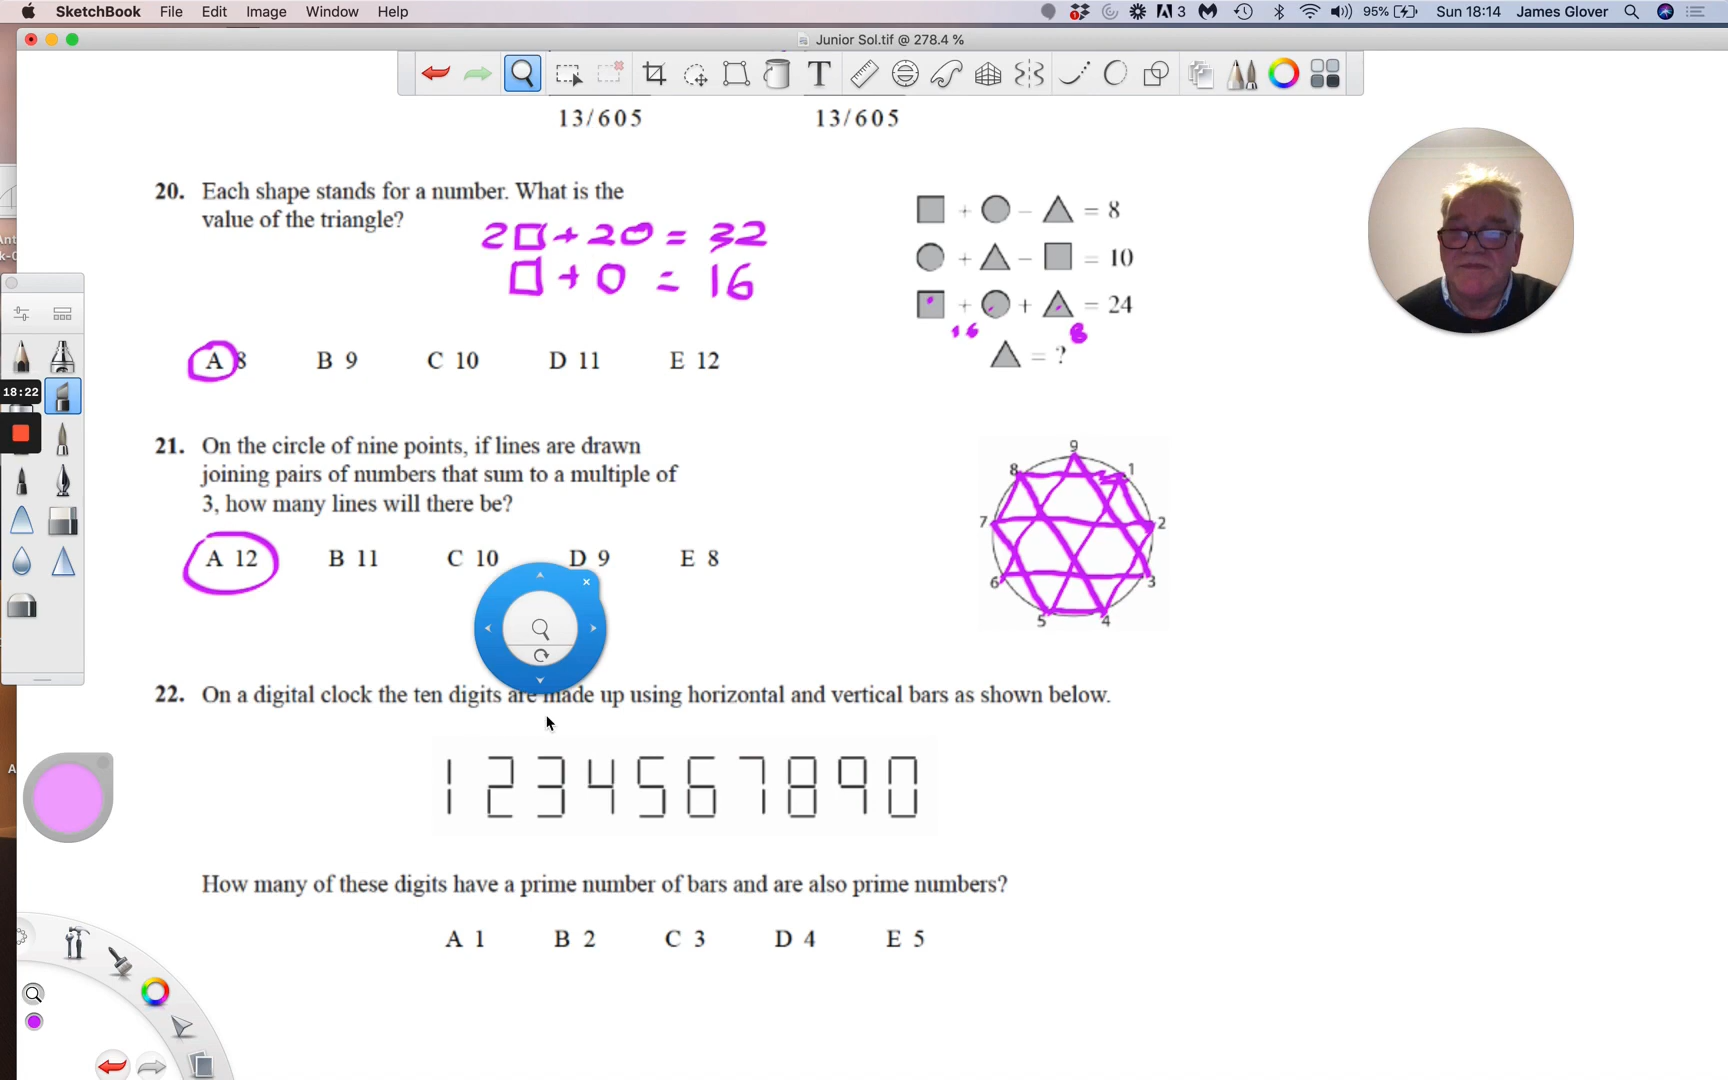 SketchBook File Edit Image Window Help 3 95% Sun 18:14 James Glover
Junior Sol.tif @ 278.4 %
13/605 13/605
20. Each shape stands for a number. What is the
value of the triangle?
2□ + 2O = 32
□ + O = 16
+ − = 8
+ − = 10
+ + = 24
16 8
= ?
A 8 B 9 C 10 D 11 E 12
18:22
21. On the circle of nine points, if lines are drawn
joining pairs of numbers that sum to a multiple of
3, how many lines will there be?
A 12 B 11 C 10 D 9 E 8
9
8 1
7 2
6 3
5 4
22. On a digital clock the ten digits are made up using horizontal and vertical bars as shown below.
1 2 3 4 5 6 7 8 9 0
How many of these digits have a prime number of bars and are also prime numbers?
A 1 B 2 C 3 D 4 E 5